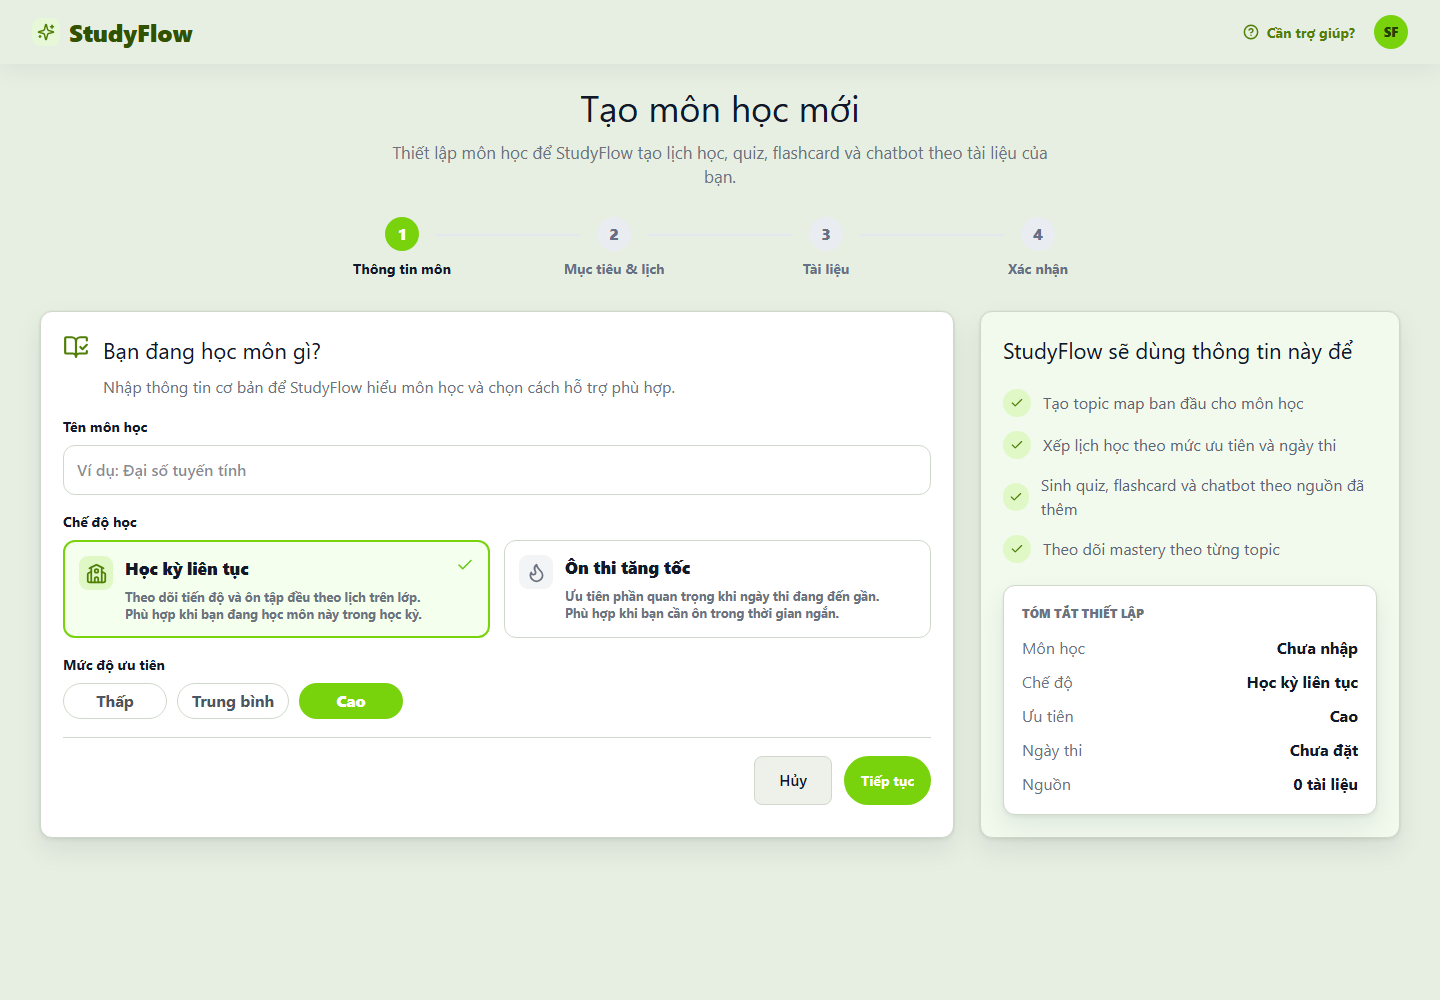 StudyFlow
Cần trợ giúp?
SF
Tạo môn học mới
Thiết lập môn học để StudyFlow tạo lịch học, quiz, flashcard và chatbot theo tài liệu của
bạn.
1
2
3
4
Thông tin môn
Mục tiêu & lịch
Tài liệu
Xác nhận
Bạn đang học môn gì?
Nhập thông tin cơ bản để StudyFlow hiểu môn học và chọn cách hỗ trợ phù hợp.
Tên môn học
Ví dụ: Đại số tuyến tính
Chế độ học
Học kỳ liên tục
Theo dõi tiến độ và ôn tập đều theo lịch trên lớp.
Phù hợp khi bạn đang học môn này trong học kỳ.
Ôn thi tăng tốc
Ưu tiên phần quan trọng khi ngày thi đang đến gần.
Phù hợp khi bạn cần ôn trong thời gian ngắn.
Mức độ ưu tiên
Thấp
Trung bình
Cao
Hủy
Tiếp tục
StudyFlow sẽ dùng thông tin này để
Tạo topic map ban đầu cho môn học
Xếp lịch học theo mức ưu tiên và ngày thi
Sinh quiz, flashcard và chatbot theo nguồn đã
thêm
Theo dõi mastery theo từng topic
TÓM TẮT THIẾT LẬP
Môn học Chưa nhập
Chế độ Học kỳ liên tục
Ưu tiên Cao
Ngày thi Chưa đặt
Nguồn 0 tài liệu